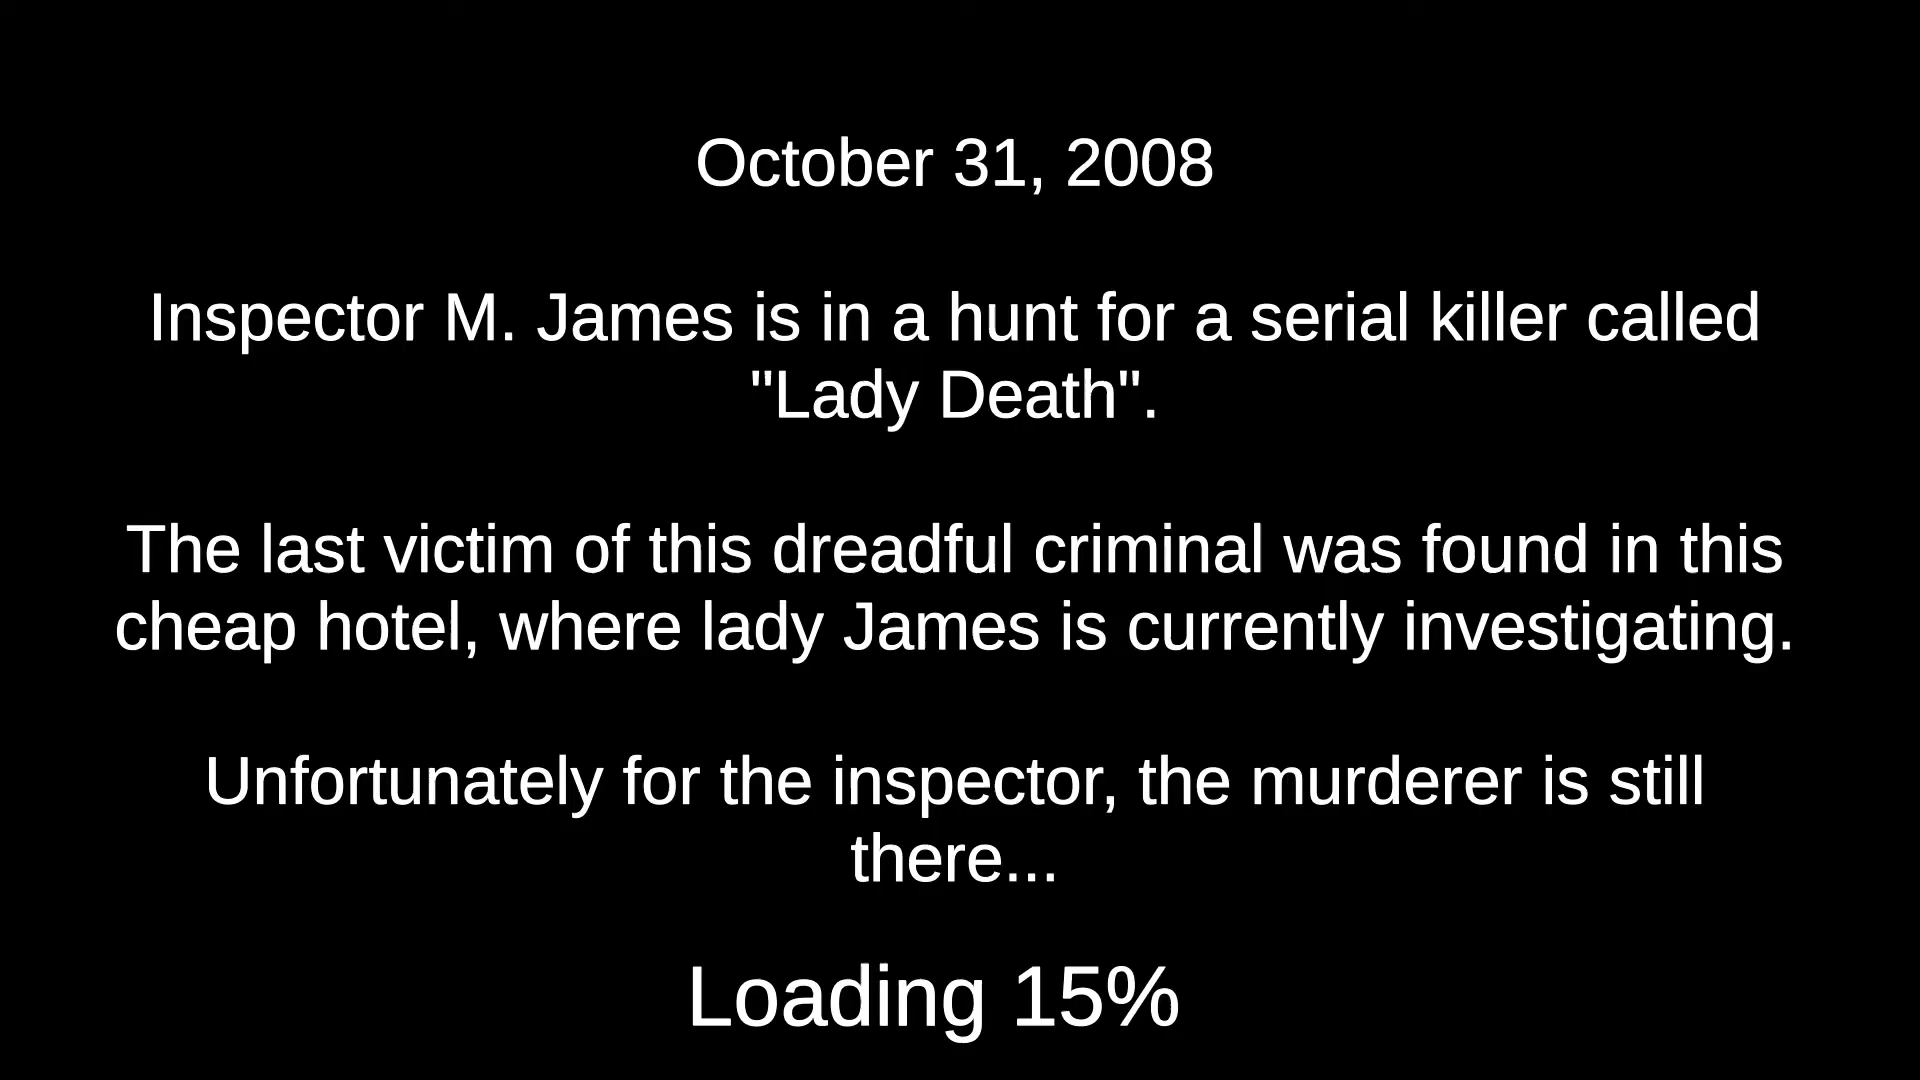 October 31, 2008
Inspector M. James is in a hunt for a serial killer called
"Lady Death".
The last victim of this dreadful criminal was found in this
cheap hotel, where lady James is currently investigating.
Unfortunately for the inspector, the murderer is still
there...
Loading 15%